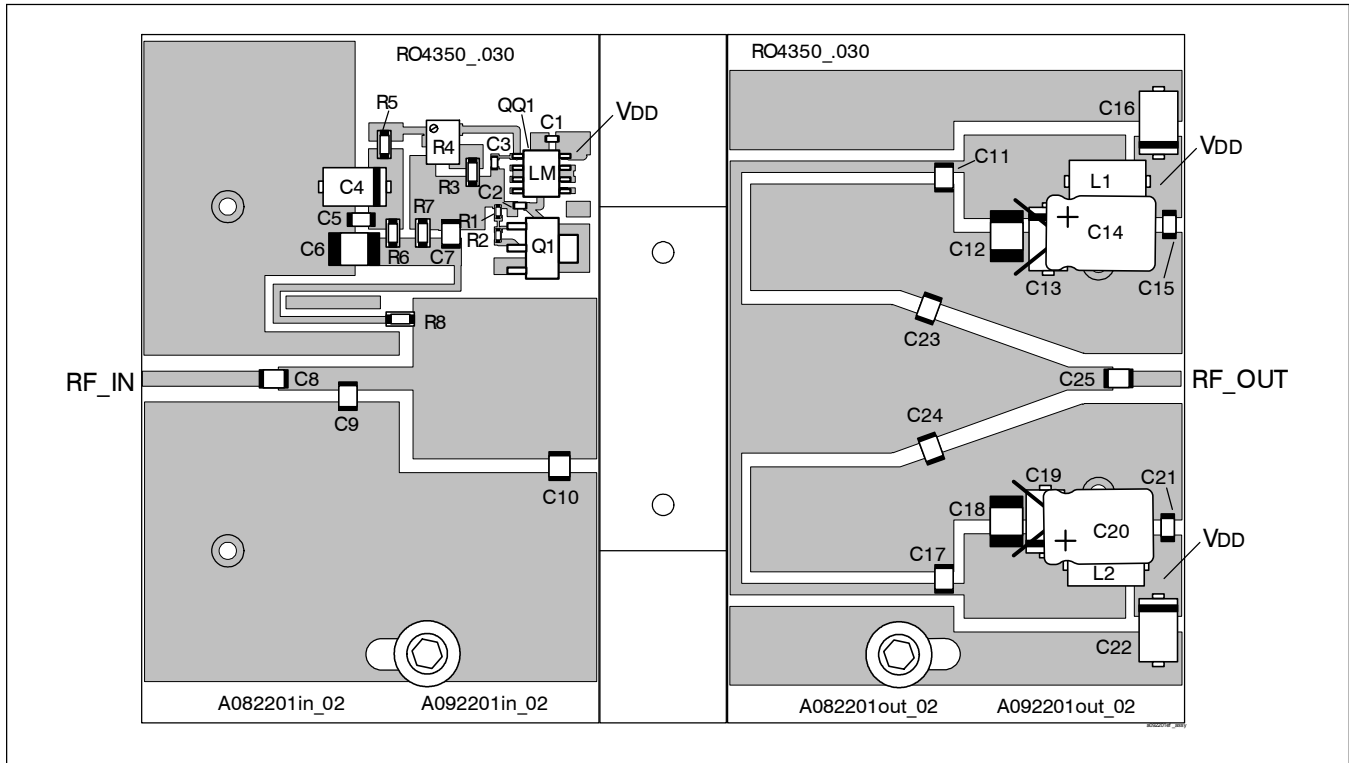 RO4350_.030
RO4350_.030
R5
QQ1
C1
VDD
C16
R4
C3
C11
VDD
R3
LM
L1
C4
C2
C5
R7
R1
R2
C14
C6
R6
C7
Q1
C12
C13
C15
R8
C23
RF_IN
C8
C25
RF_OUT
C9
C24
C10
C19
C21
C18
C20
VDD
C17
L2
C22
A082201in_02
A092201in_02
A082201out_02
A092201out_02